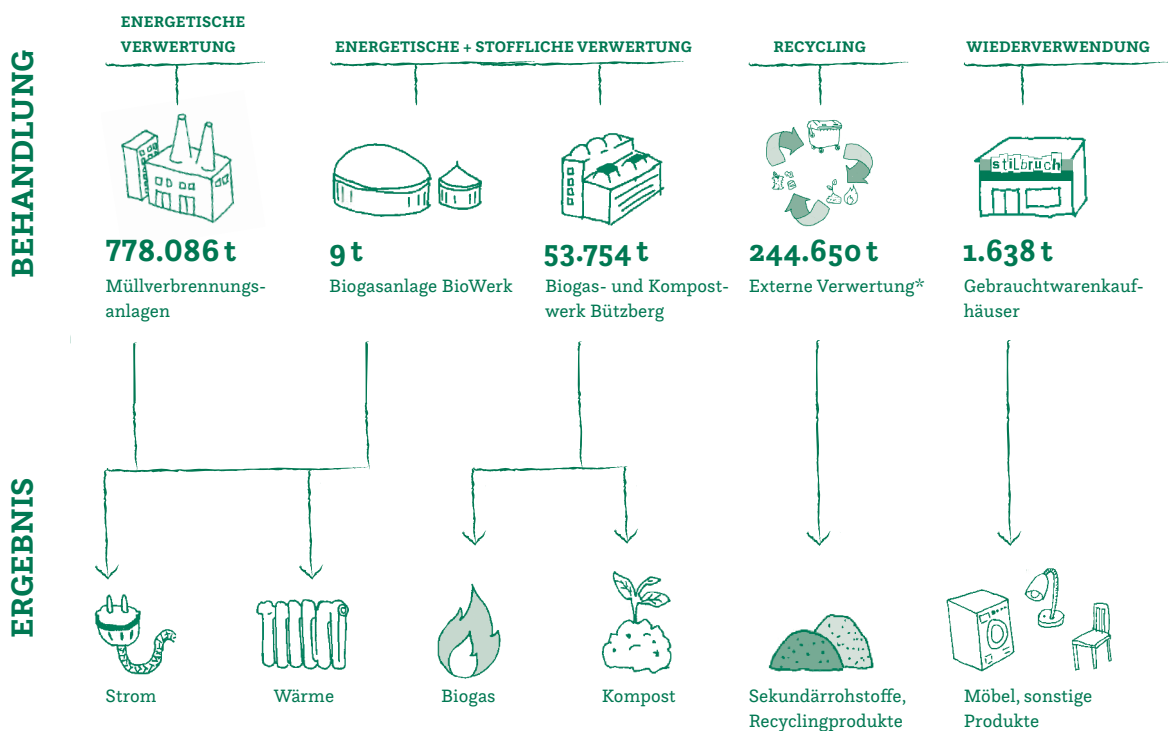 BEHANDLUNG
ENERGETISCHE
VERWERTUNG
ENERGETISCHE + STOFFLICHE VERWERTUNG
RECYCLING
WIEDERVERWENDUNG
stilbruch
778.086 t
Müllverbrennungs-
anlagen
9 t
Biogasanlage BioWerk
53.754 t
Biogas- und Kompost-
werk Bützberg
244.650 t
Externe Verwertung*
1.638 t
Gebrauchtwarenkauf-
häuser
ERGEBNIS
Strom
Wärme
Biogas
Kompost
Sekundärrohstoffe,
Recyclingprodukte
Möbel, sonstige
Produkte